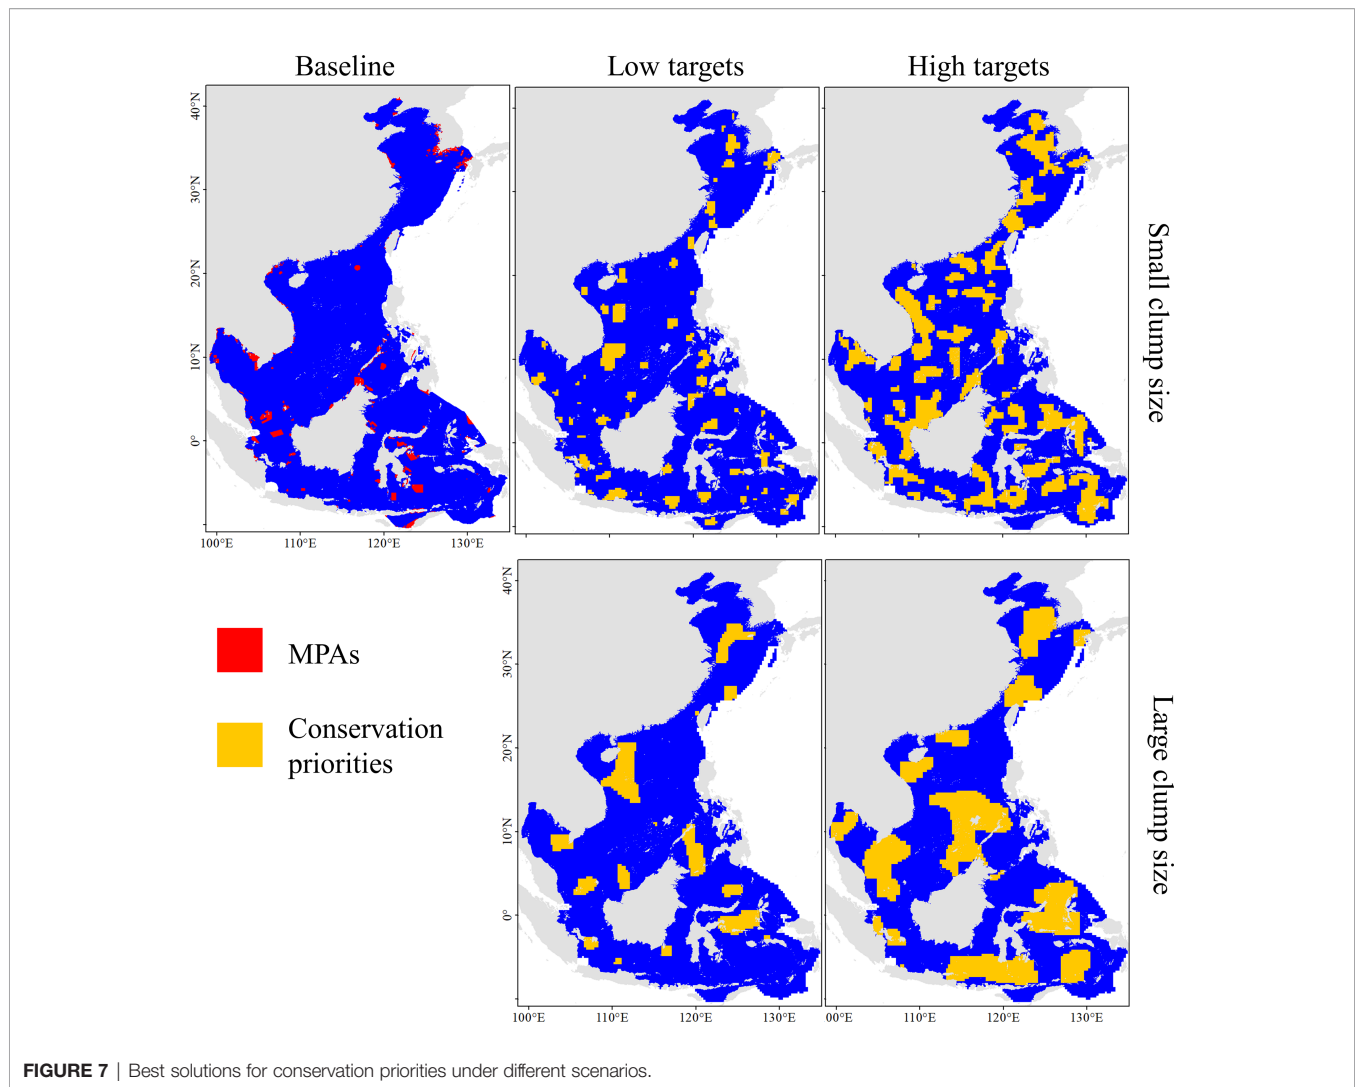 Baseline
Low targets
High targets
40°N
30°N
20°N
10°N
0°
100°E
110°E
120°E
130°E
Small clump size
MPAs
Conservation
priorities
40°N
30°N
20°N
10°N
0°
100°E
110°E
120°E
130°E
00°E
110°E
120°E
130°E
Large clump size
FIGURE 7 | Best solutions for conservation priorities under different scenarios.